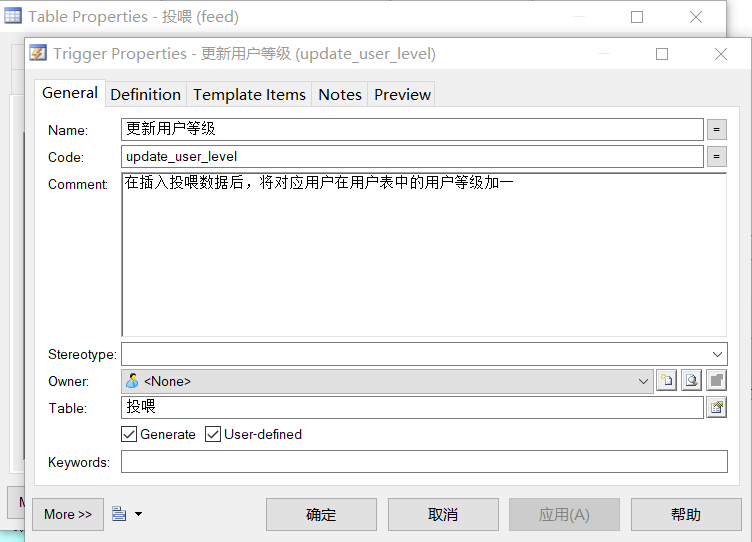 Table Properties - 投喂 (feed)
Trigger Properties - 更新用户等级 (update_user_level)
General Definition Template Items Notes Preview
Name: 更新用户等级 =
Code: update_user_level =
Comment: 在插入投喂数据后，将对应用户在用户表中的用户等级加一
Stereotype:
Owner: <None>
Table: 投喂
Generate User-defined
Keywords:
More >> 确定 取消 应用(A) 帮助